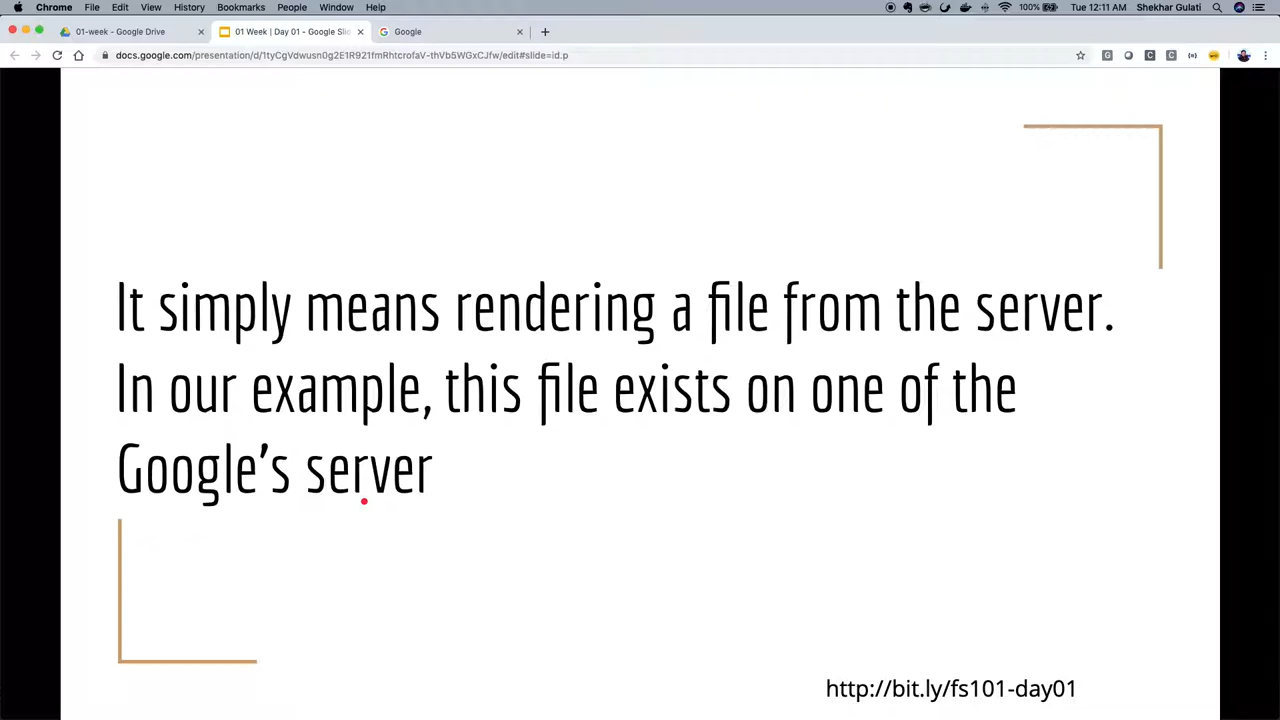 Chrome File Edit View History Bookmarks People Window Help 100% Tue 12:11 AM Shekhar Gulati
01-week - Google Drive 01 Week | Day 01 - Google Slid Google
docs.google.com/presentation/d/1tyCgVdwusn0g2E1R921fmRhtcrofaV-thVb5WGxCJfw/edit#slide=id.p
It simply means rendering a file from the server.
In our example, this file exists on one of the
Google's server
http://bit.ly/fs101-day01